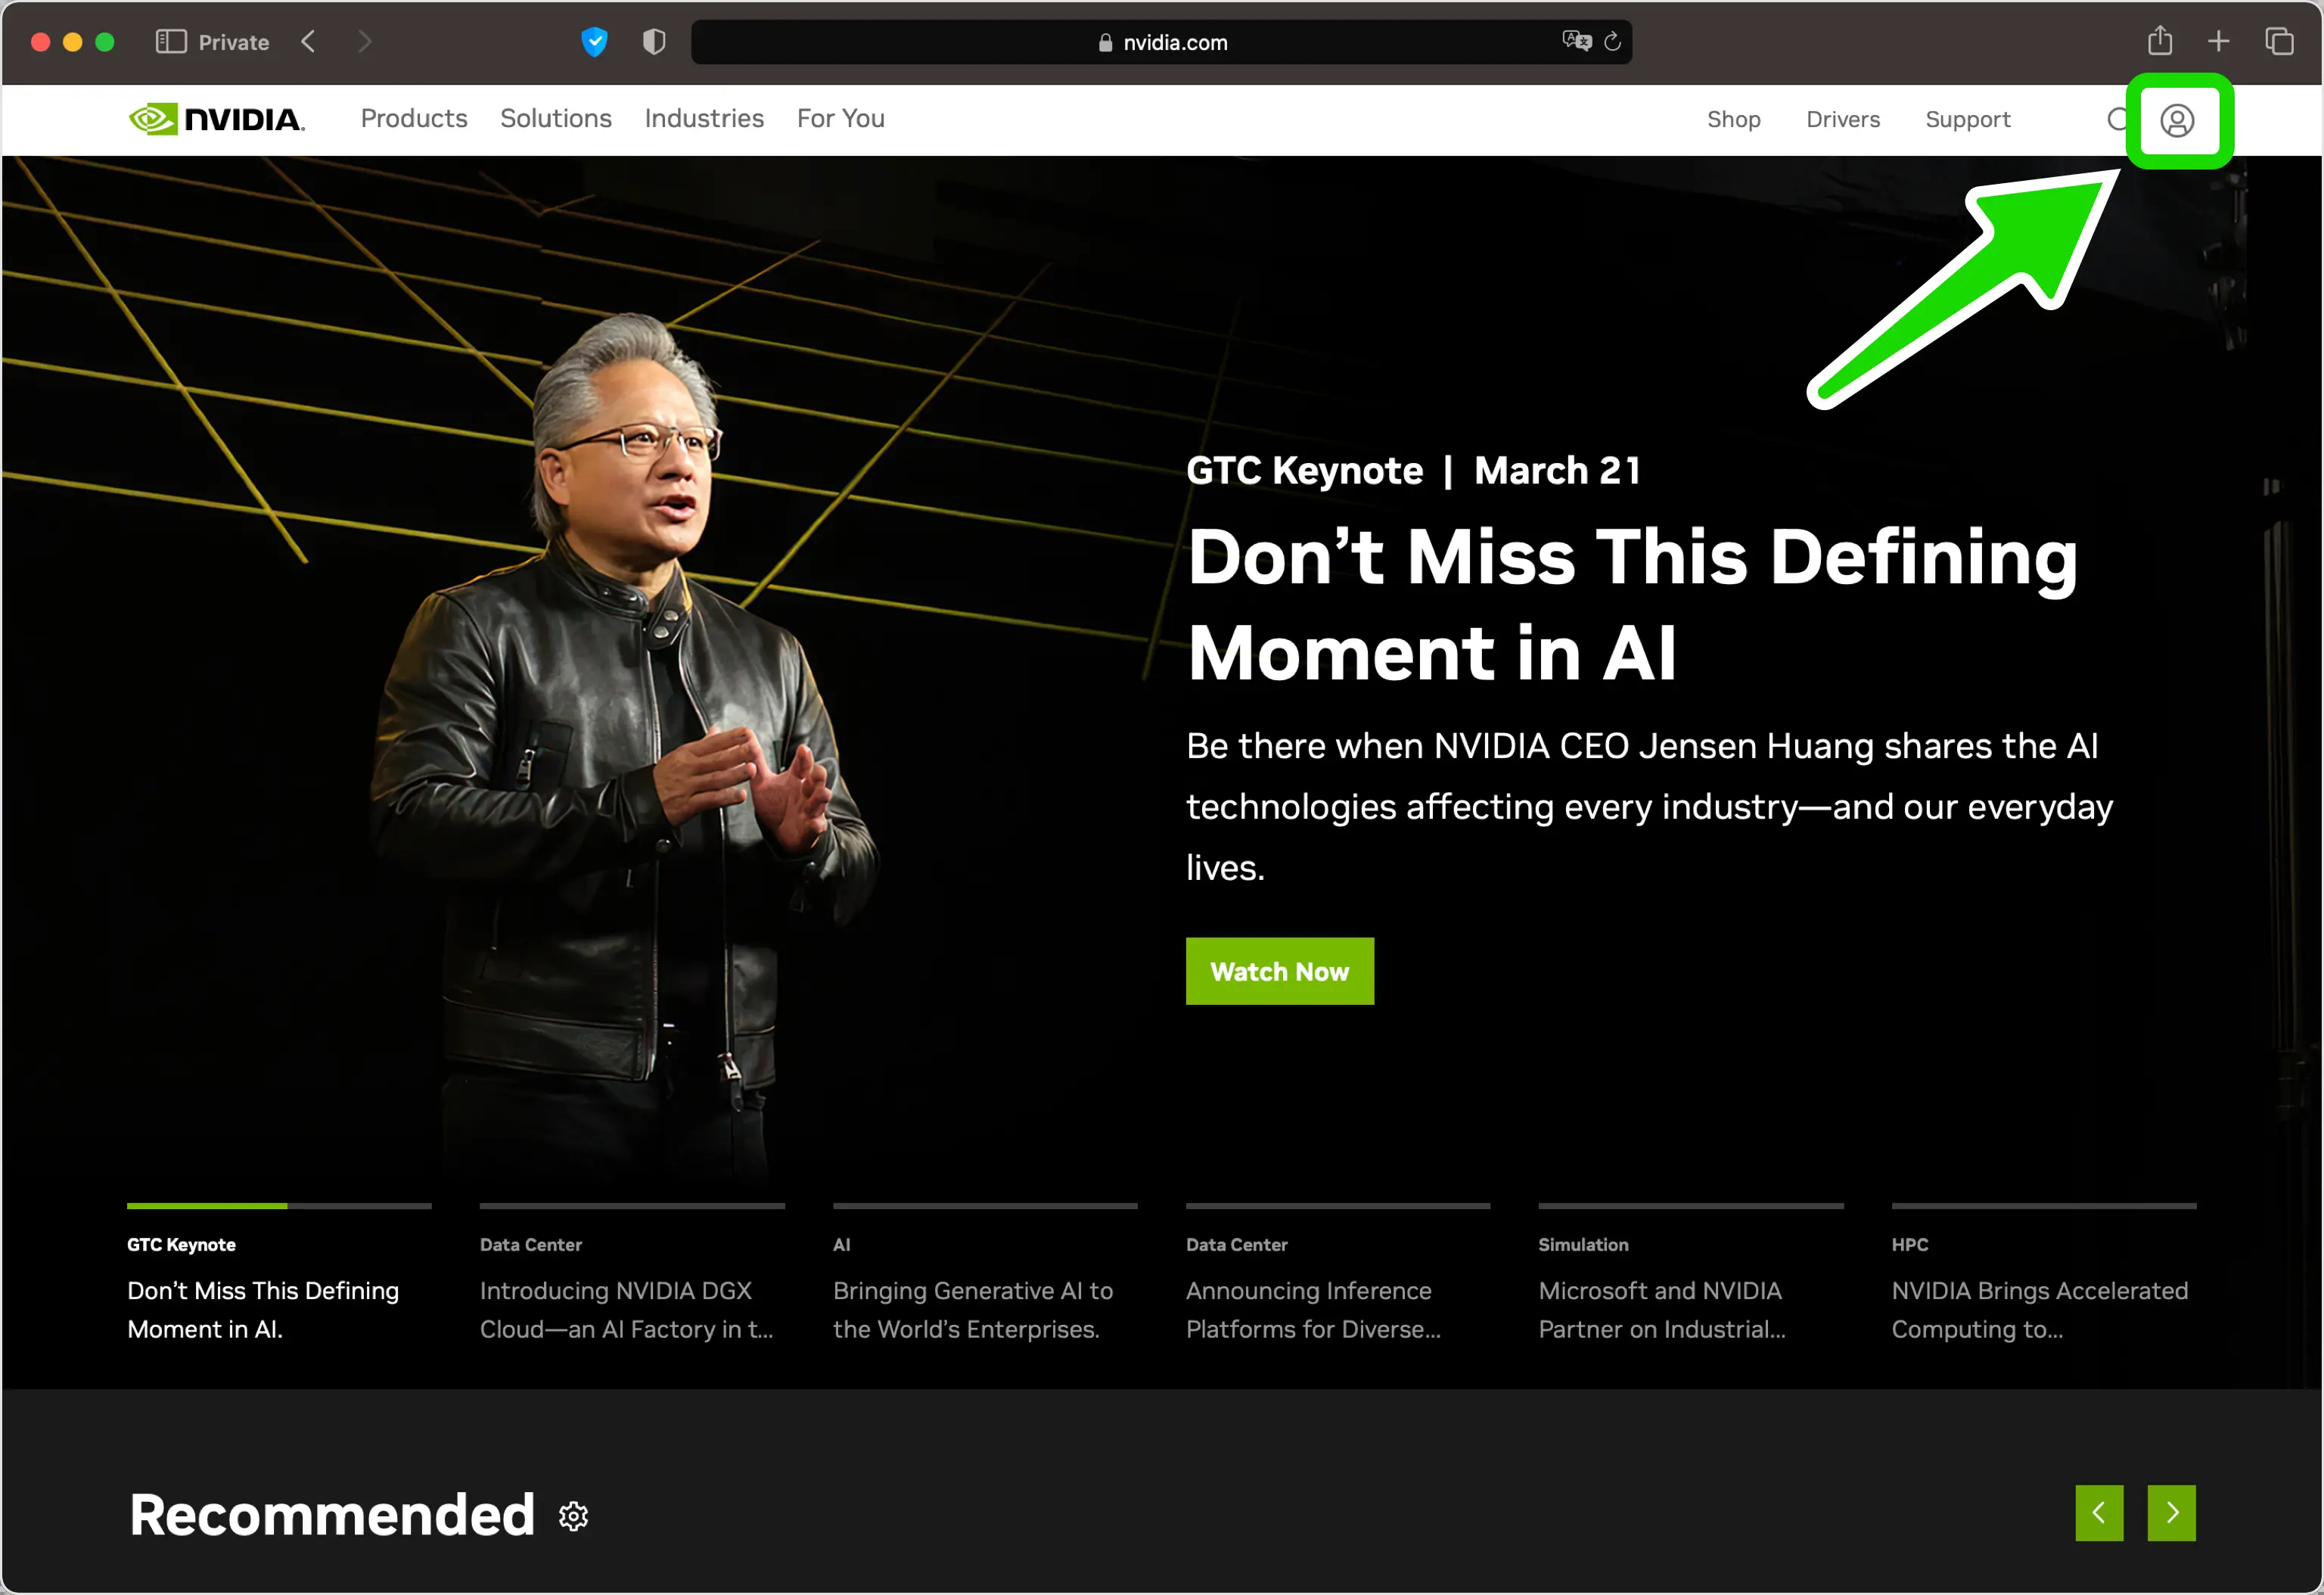 Private
nvidia.com
NVIDIA.
Products Solutions Industries For You
Shop Drivers Support
GTC Keynote | March 21
Don’t Miss This Defining
Moment in AI
Be there when NVIDIA CEO Jensen Huang shares the AI
technologies affecting every industry—and our everyday
lives.
Watch Now
GTC Keynote
Don’t Miss This Defining
Moment in AI.
Data Center
Introducing NVIDIA DGX
Cloud—an AI Factory in t...
AI
Bringing Generative AI to
the World’s Enterprises.
Data Center
Announcing Inference
Platforms for Diverse...
Simulation
Microsoft and NVIDIA
Partner on Industrial...
HPC
NVIDIA Brings Accelerated
Computing to...
Recommended